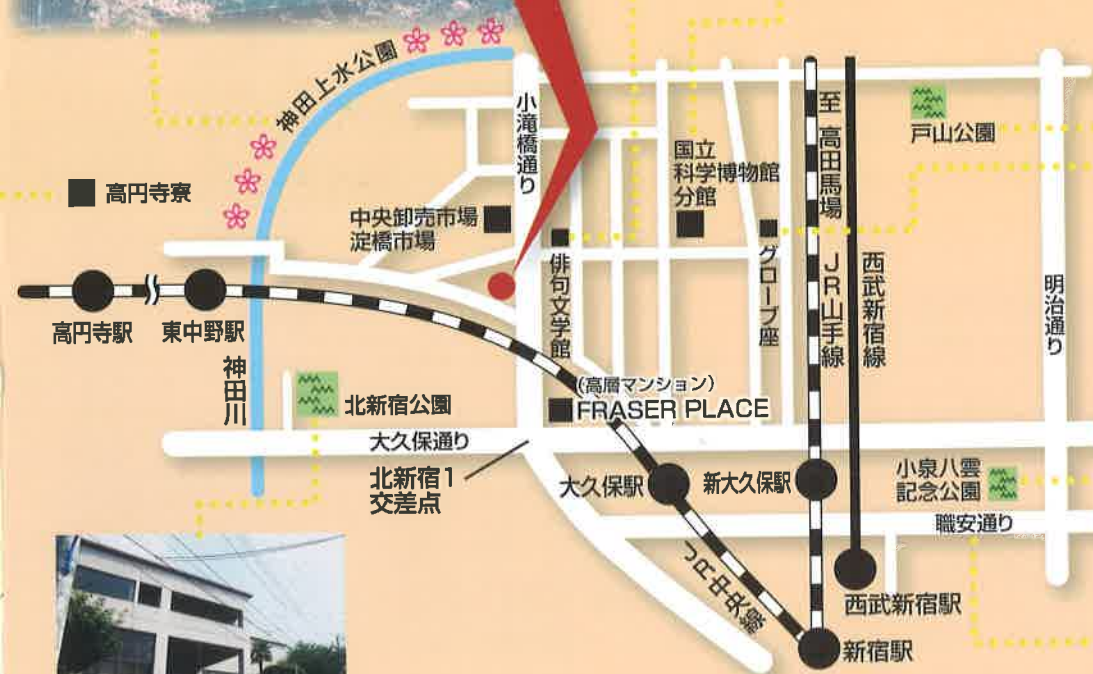 神田上水公園
小滝橋通り
至 高田馬場
戸山公園
国立
科学博物館
分館
高円寺寮
中央卸売市場
淀橋市場
俳句文学館
グローブ座
JR山手線
西武新宿線
明治通り
高円寺駅
東中野駅
神田川
(高層マンション)
FRASER PLACE
北新宿公園
大久保通り
北新宿1
交差点
大久保駅
新大久保駅
小泉八雲
記念公園
職安通り
JR中央線
西武新宿駅
新宿駅